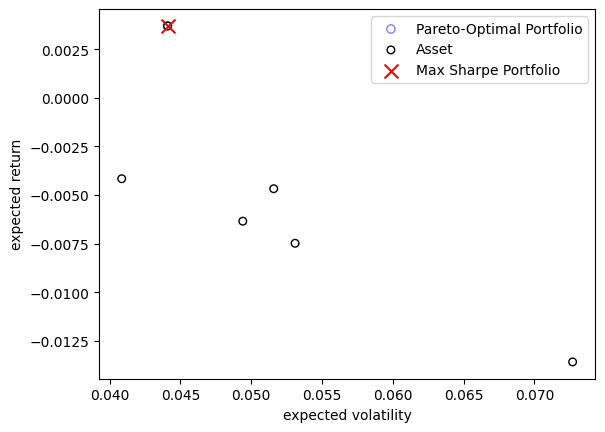 Pareto-Optimal Portfolio
Asset
Max Sharpe Portfolio
expected return
0.0025
0.0000
−0.0025
−0.0050
−0.0075
−0.0100
−0.0125
0.040
0.045
0.050
0.055
0.060
0.065
0.070
expected volatility